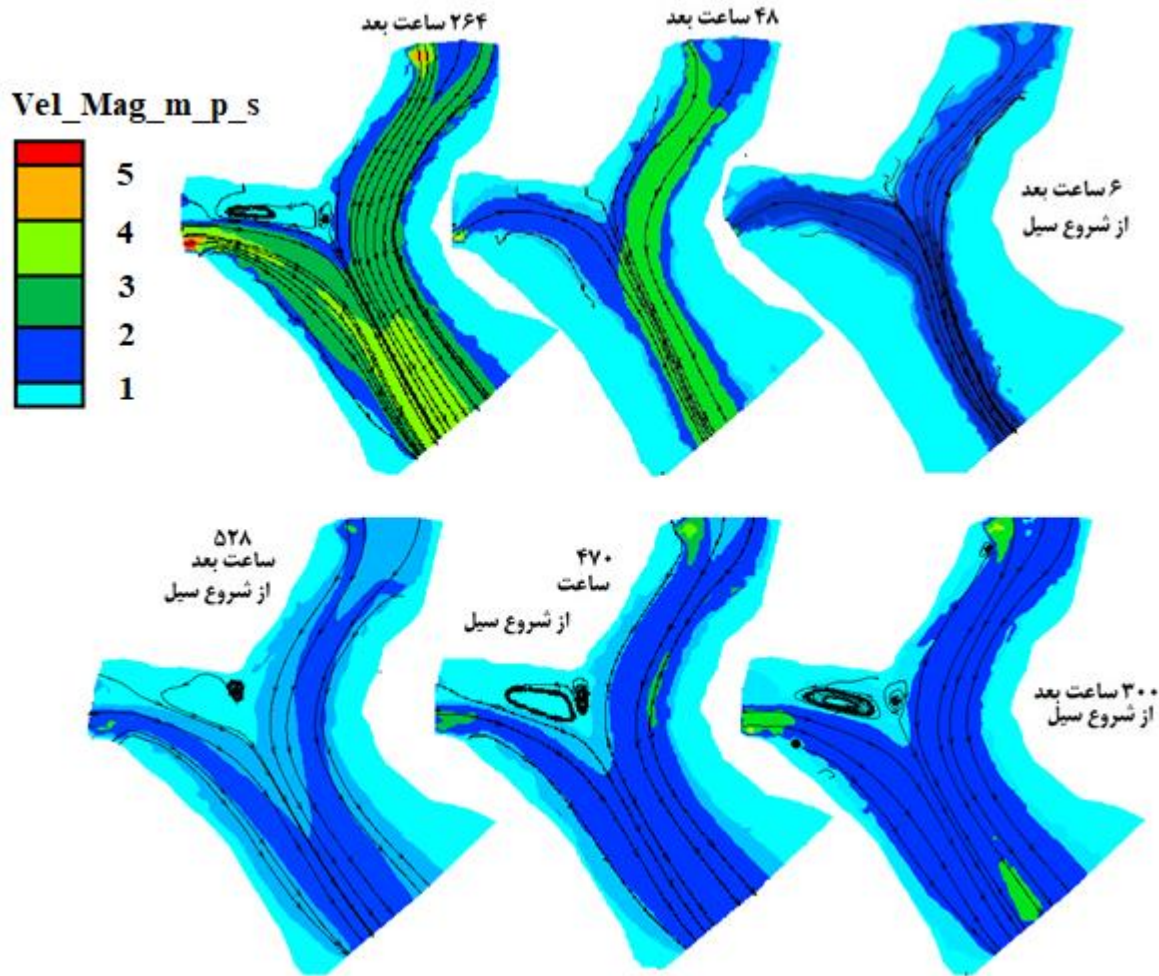 ۲۶۴ ساعت بعد
۴۸ ساعت بعد
Vel_Mag_m_p_s
5
4
3
2
1
۶ ساعت بعد
از شروع سیل
۵۲۸
ساعت بعد
از شروع سیل
۴۷۰
ساعت
از شروع سیل
۳۰۰ ساعت بعد
از شروع سیل